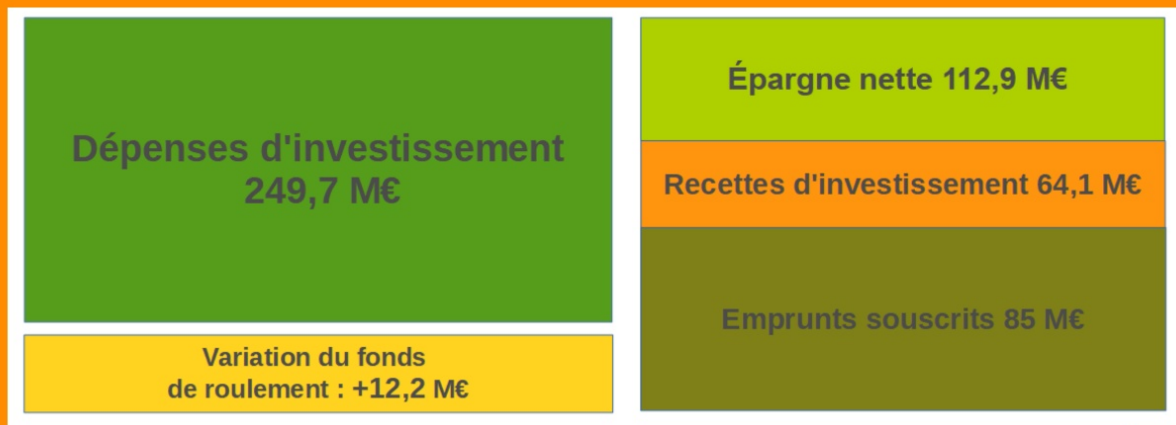 Dépenses d'investissement
249,7 M€
Variation du fonds
de roulement : +12,2 M€
Épargne nette 112,9 M€
Recettes d'investissement 64,1 M€
Emprunts souscrits 85 M€